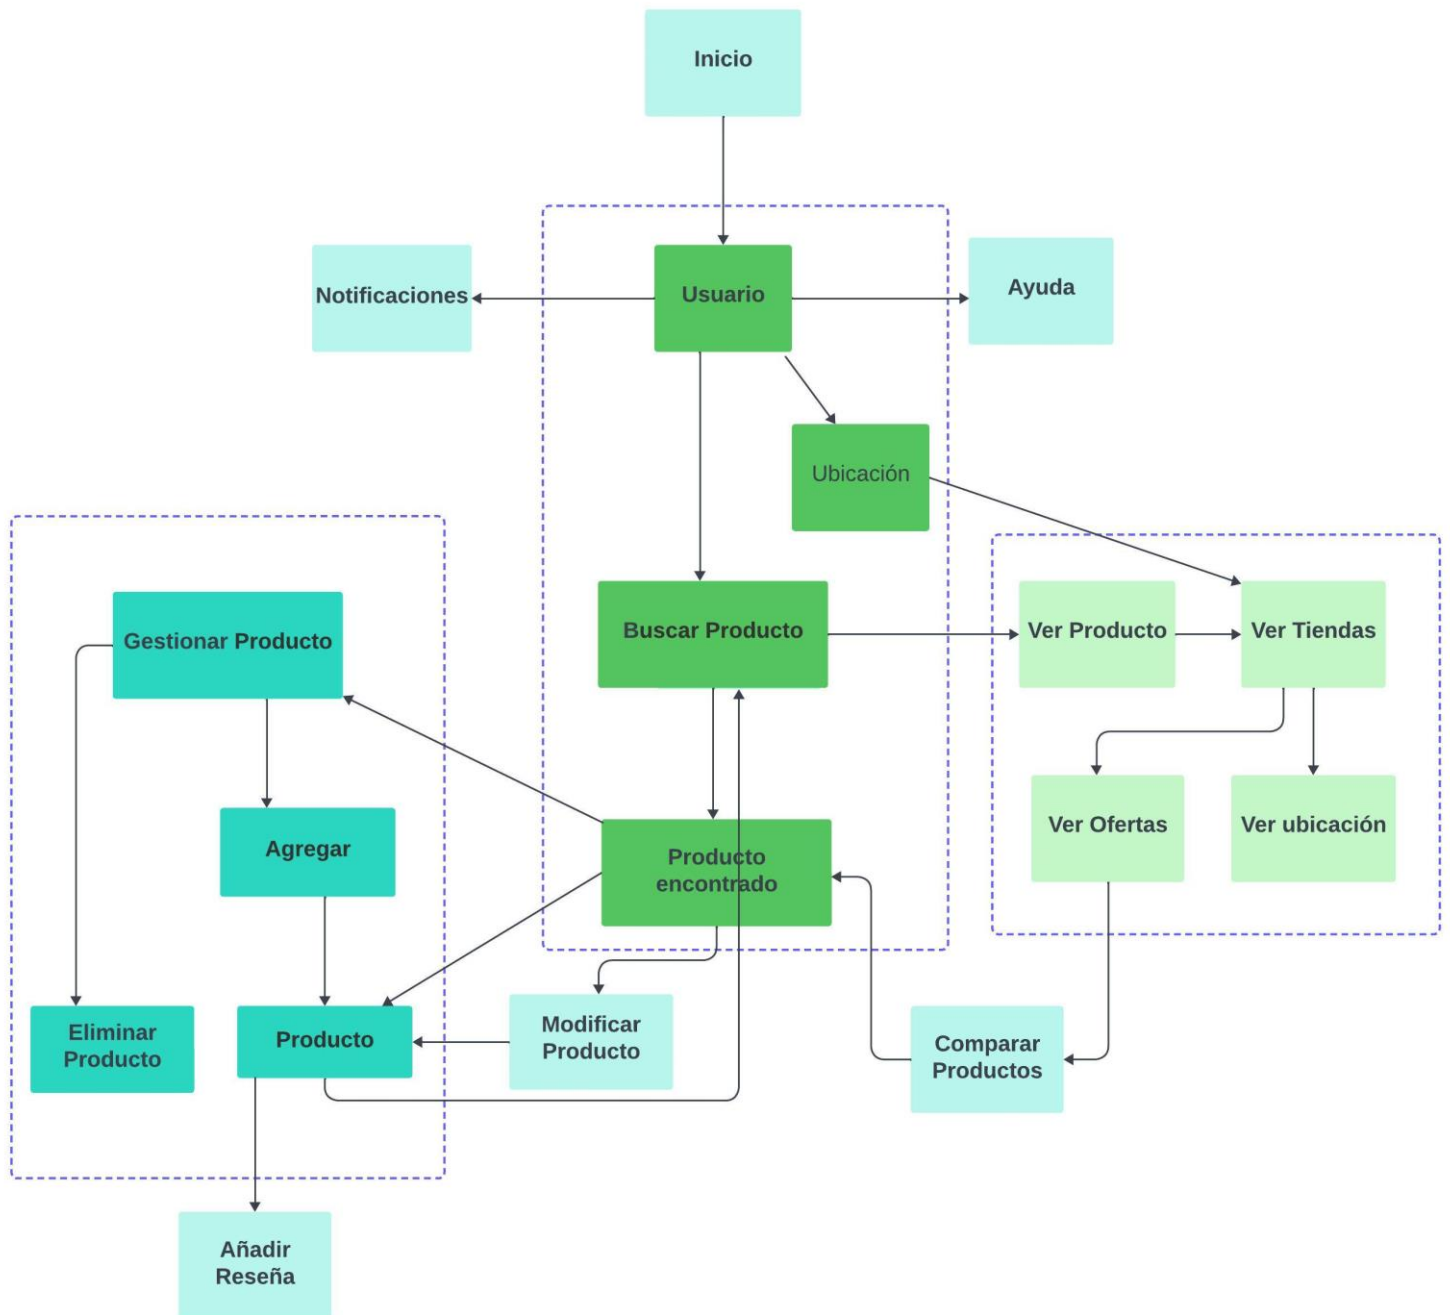 Inicio
Notificaciones
Usuario
Ayuda
Ubicación
Gestionar Producto
Buscar Producto
Ver Producto
Ver Tiendas
Agregar
Producto
encontrado
Ver Ofertas
Ver ubicación
Eliminar
Producto
Producto
Modificar
Producto
Comparar
Productos
Añadir
Reseña